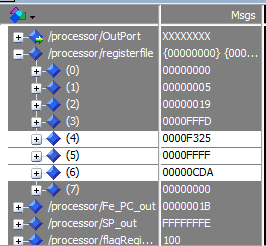 Msgs
/processor/OutPort XXXXXXXX
/processor/registerfile {00000000} {000...
(0) 00000000
(1) 00000005
(2) 00000019
(3) 0000FFFD
(4) 0000F325
(5) 0000FFFF
(6) 00000CDA
(7) 00000000
/processor/Fe_PC_out 0000001B
/processor/SP_out FFFFFFFE
/processor/flagRegi... 100